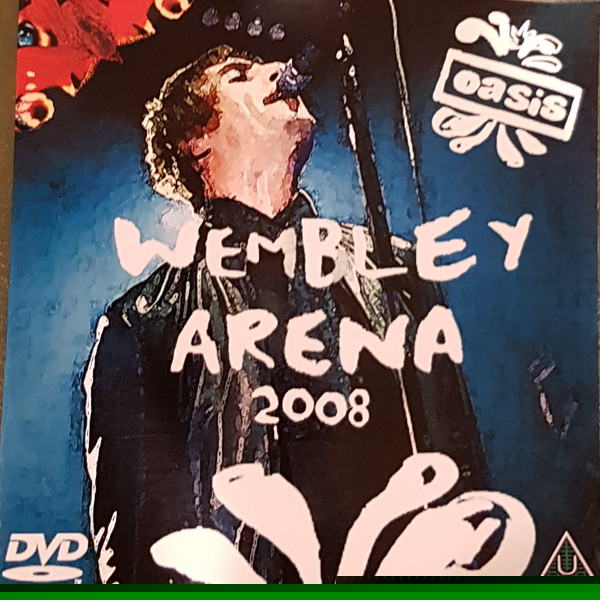 oasis
WEMBLEY
ARENA
2008
DVD
U